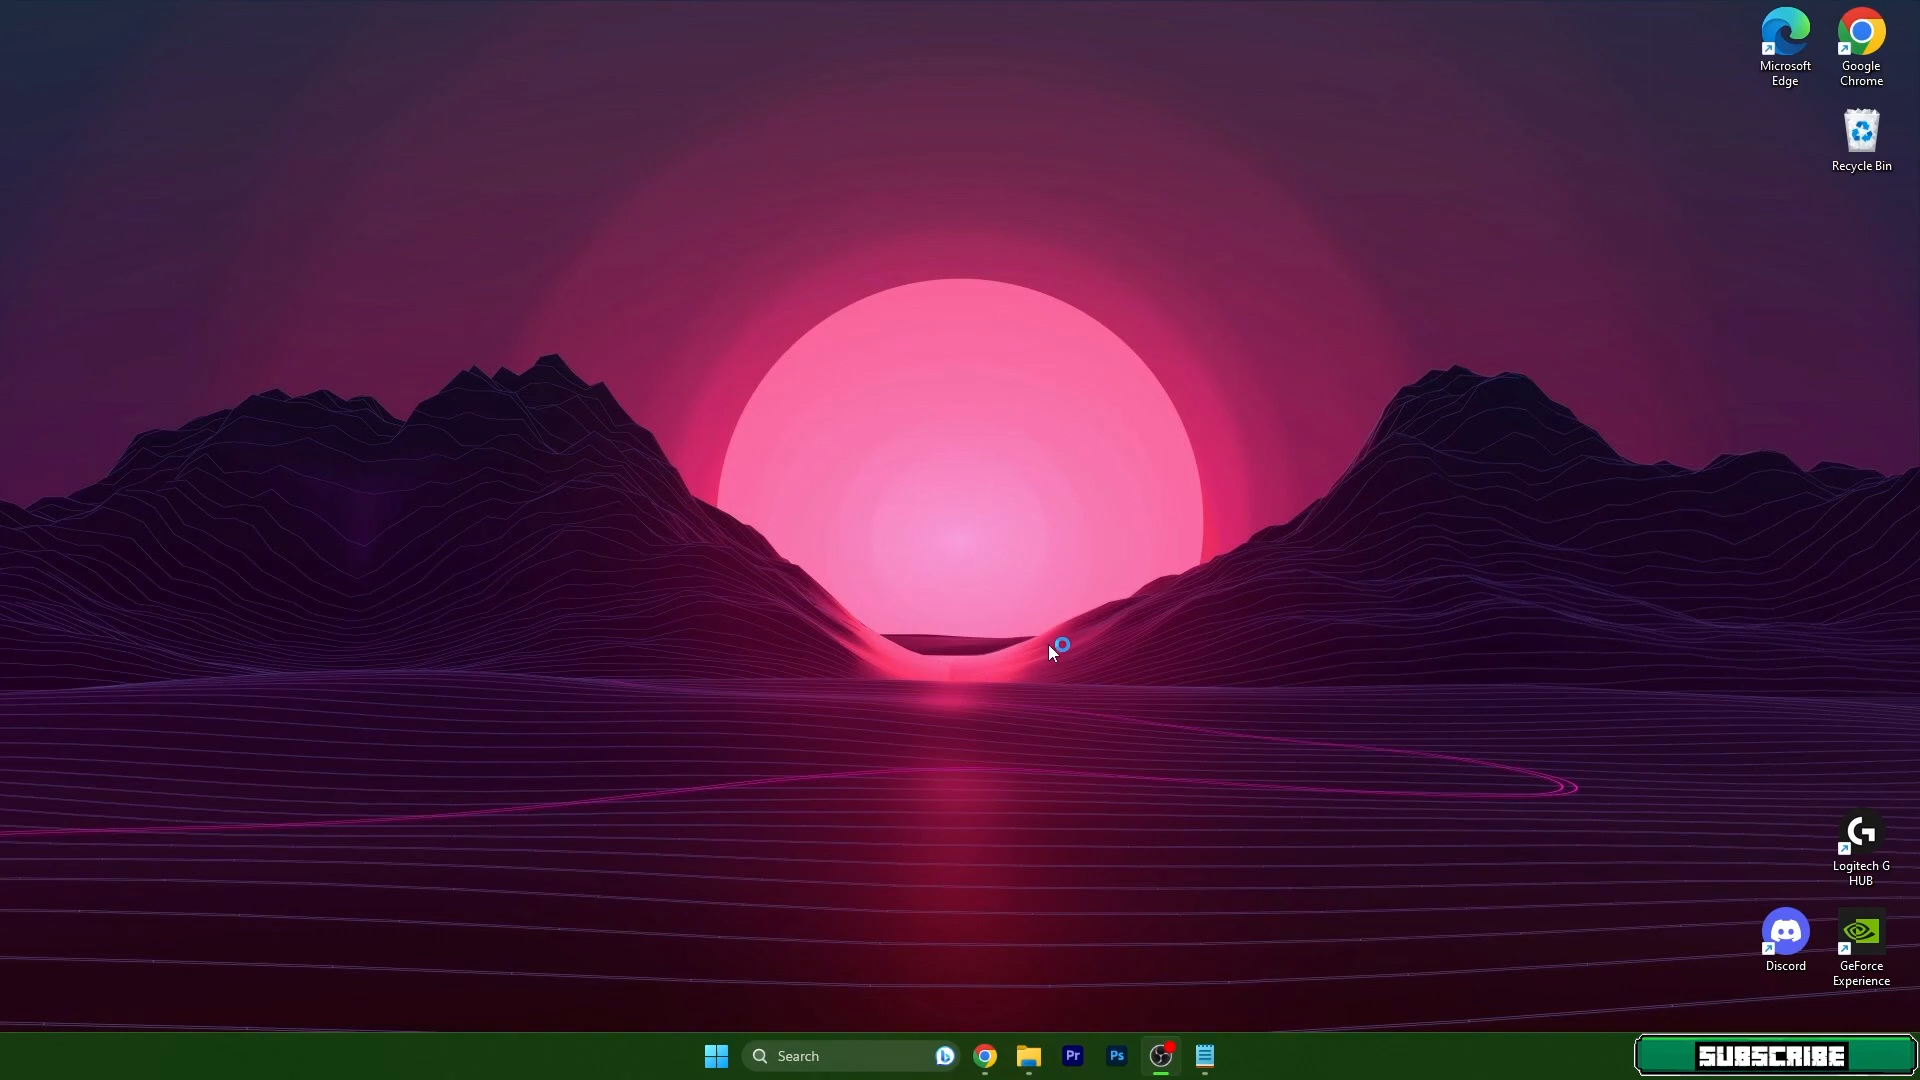 Microsoft
Edge
Google
Chrome
Recycle Bin
Logitech G
HUB
Discord
GeForce
Experience
Search
Pr
Ps
SUBSCRIBE